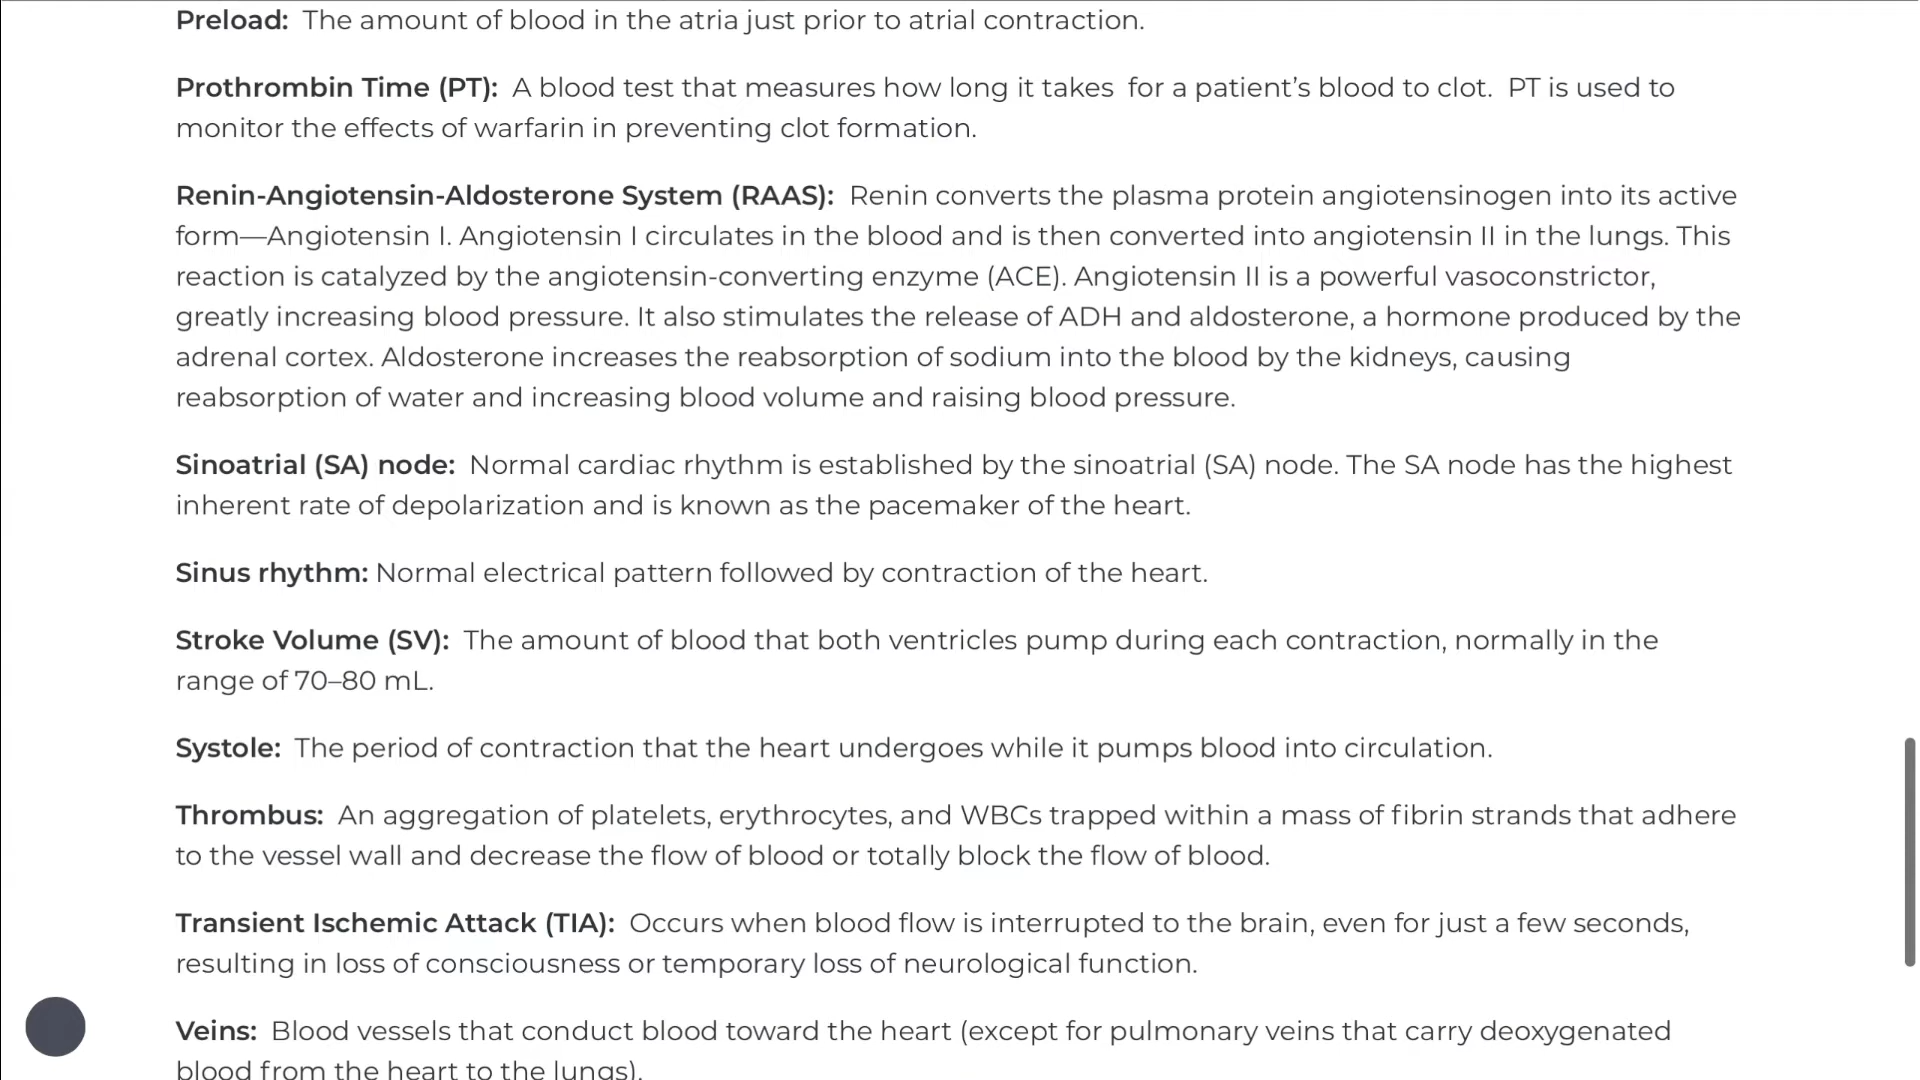 Preload: The amount of blood in the atria just prior to atrial contraction.
Prothrombin Time (PT): A blood test that measures how long it takes for a patient’s blood to clot. PT is used to
monitor the effects of warfarin in preventing clot formation.
Renin-Angiotensin-Aldosterone System (RAAS): Renin converts the plasma protein angiotensinogen into its active
form—Angiotensin I. Angiotensin I circulates in the blood and is then converted into angiotensin II in the lungs. This
reaction is catalyzed by the angiotensin-converting enzyme (ACE). Angiotensin II is a powerful vasoconstrictor,
greatly increasing blood pressure. It also stimulates the release of ADH and aldosterone, a hormone produced by the
adrenal cortex. Aldosterone increases the reabsorption of sodium into the blood by the kidneys, causing
reabsorption of water and increasing blood volume and raising blood pressure.
Sinoatrial (SA) node: Normal cardiac rhythm is established by the sinoatrial (SA) node. The SA node has the highest
inherent rate of depolarization and is known as the pacemaker of the heart.
Sinus rhythm: Normal electrical pattern followed by contraction of the heart.
Stroke Volume (SV): The amount of blood that both ventricles pump during each contraction, normally in the
range of 70–80 mL.
Systole: The period of contraction that the heart undergoes while it pumps blood into circulation.
Thrombus: An aggregation of platelets, erythrocytes, and WBCs trapped within a mass of fibrin strands that adhere
to the vessel wall and decrease the flow of blood or totally block the flow of blood.
Transient Ischemic Attack (TIA): Occurs when blood flow is interrupted to the brain, even for just a few seconds,
resulting in loss of consciousness or temporary loss of neurological function.
Veins: Blood vessels that conduct blood toward the heart (except for pulmonary veins that carry deoxygenated
blood from the heart to the lungs).